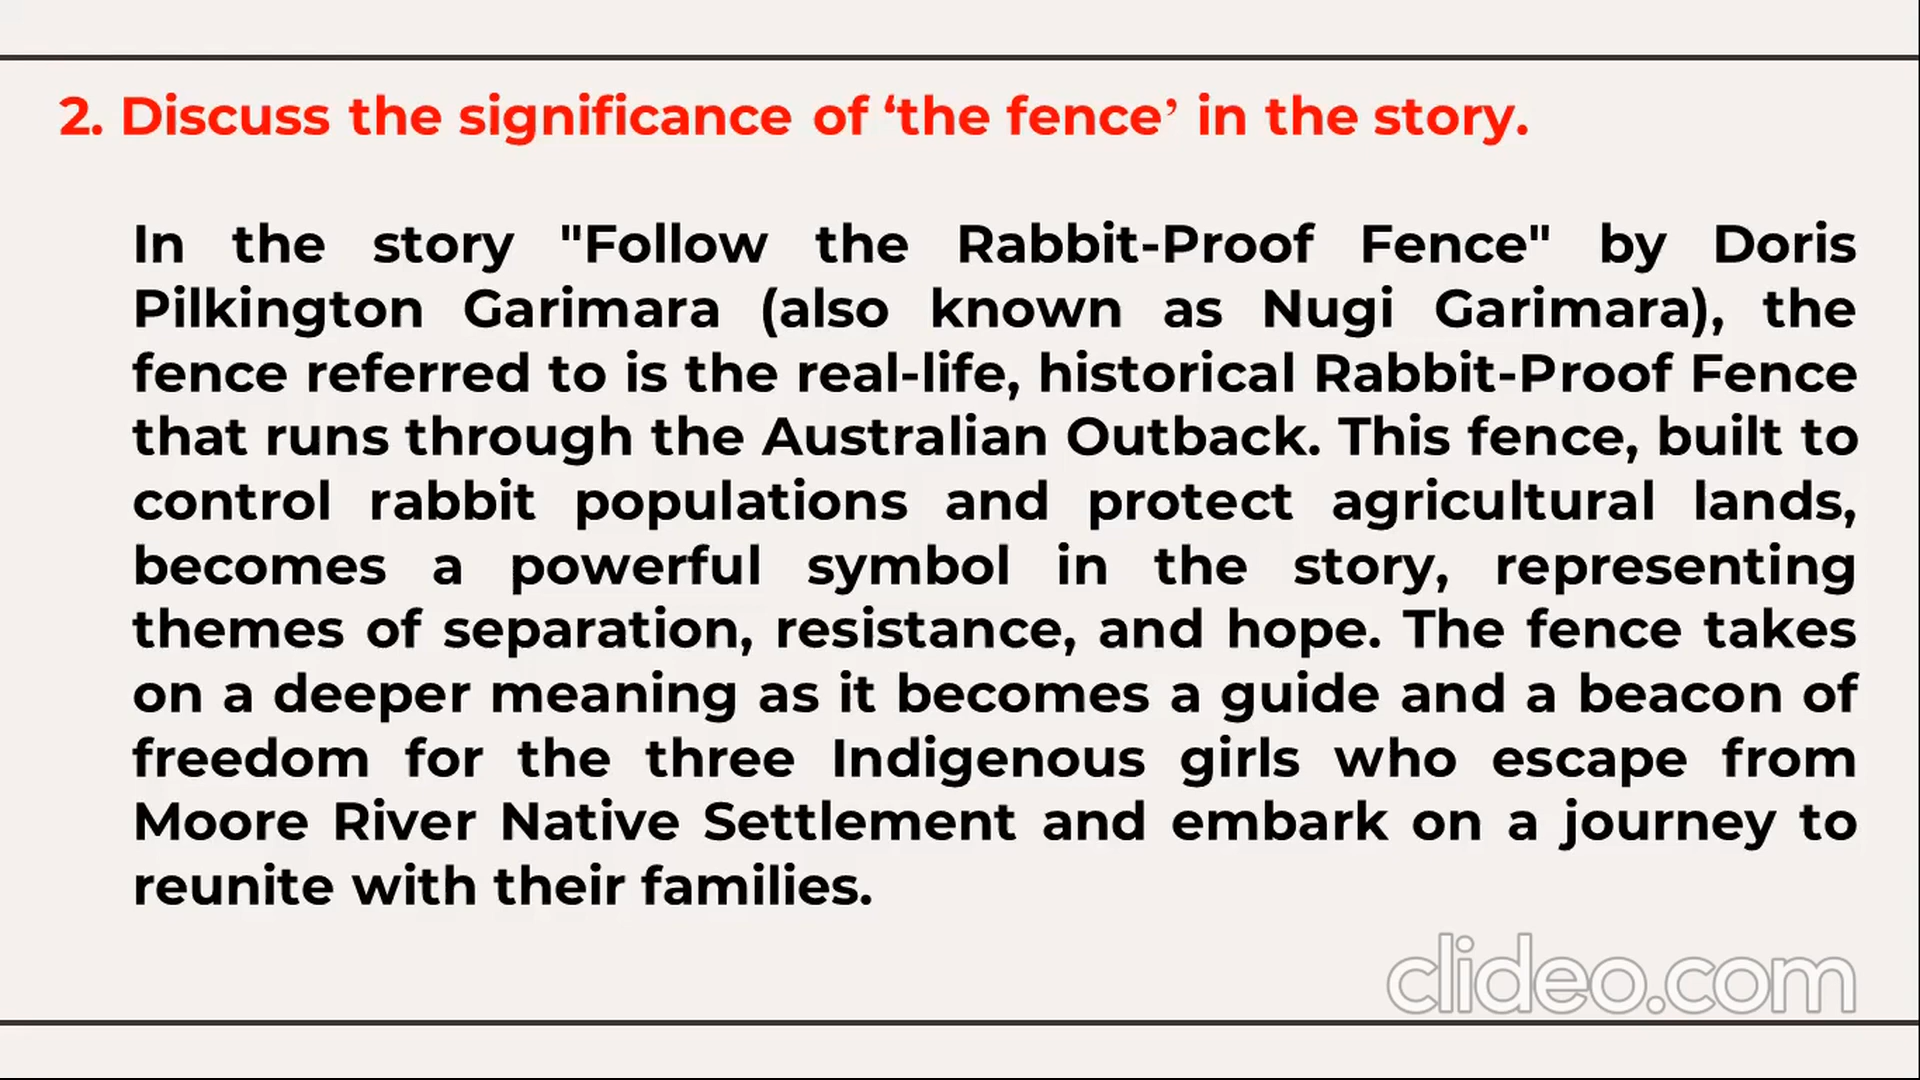 2. Discuss the significance of ‘the fence’ in the story.
In the story "Follow the Rabbit-Proof Fence" by Doris
Pilkington Garimara (also known as Nugi Garimara), the
fence referred to is the real-life, historical Rabbit-Proof Fence
that runs through the Australian Outback. This fence, built to
control rabbit populations and protect agricultural lands,
becomes a powerful symbol in the story, representing
themes of separation, resistance, and hope. The fence takes
on a deeper meaning as it becomes a guide and a beacon of
freedom for the three Indigenous girls who escape from
Moore River Native Settlement and embark on a journey to
reunite with their families.
clideo.com